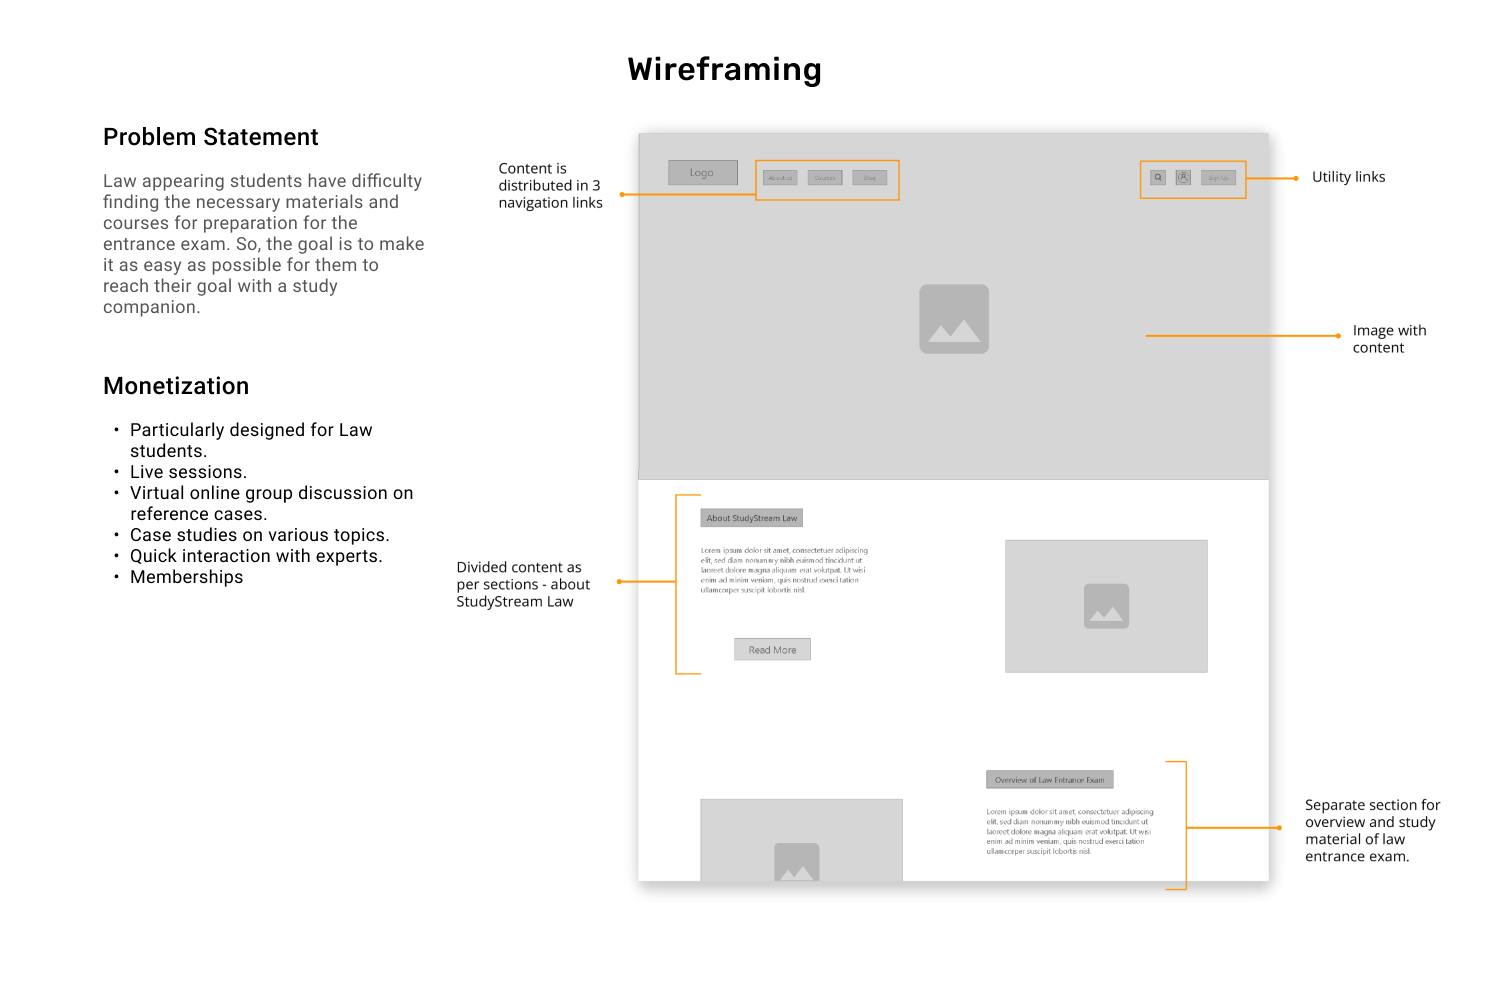 Wireframing
Problem Statement
Law appearing students have difficulty
finding the necessary materials and
courses for preparation for the
entrance exam. So, the goal is to make
it as easy as possible for them to
reach their goal with a study
companion.
Monetization
• Particularly designed for Law
students.
• Live sessions.
• Virtual online group discussion on
reference cases.
• Case studies on various topics.
• Quick interaction with experts.
• Memberships
Content is
distributed in 3
navigation links
Logo
About us
Courses
Blog
Sign Up
Utility links
Image with
content
Divided content as
per sections - about
StudyStream Law
About StudyStream Law
Lorem ipsum dolor sit amet, consectetuer adipiscing
elit, sed diam nonummy nibh euismod tincidunt ut
laoreet dolore magna aliquam erat volutpat. Ut wisi
enim ad minim veniam, quis nostrud exerci tation
ullamcorper suscipit lobortis nisl.
Read More
Overview of Law Entrance Exam
Lorem ipsum dolor sit amet, consectetuer adipiscing
elit, sed diam nonummy nibh euismod tincidunt ut
laoreet dolore magna aliquam erat volutpat. Ut wisi
enim ad minim veniam, quis nostrud exerci tation
ullamcorper suscipit lobortis nisl.
Separate section for
overview and study
material of law
entrance exam.